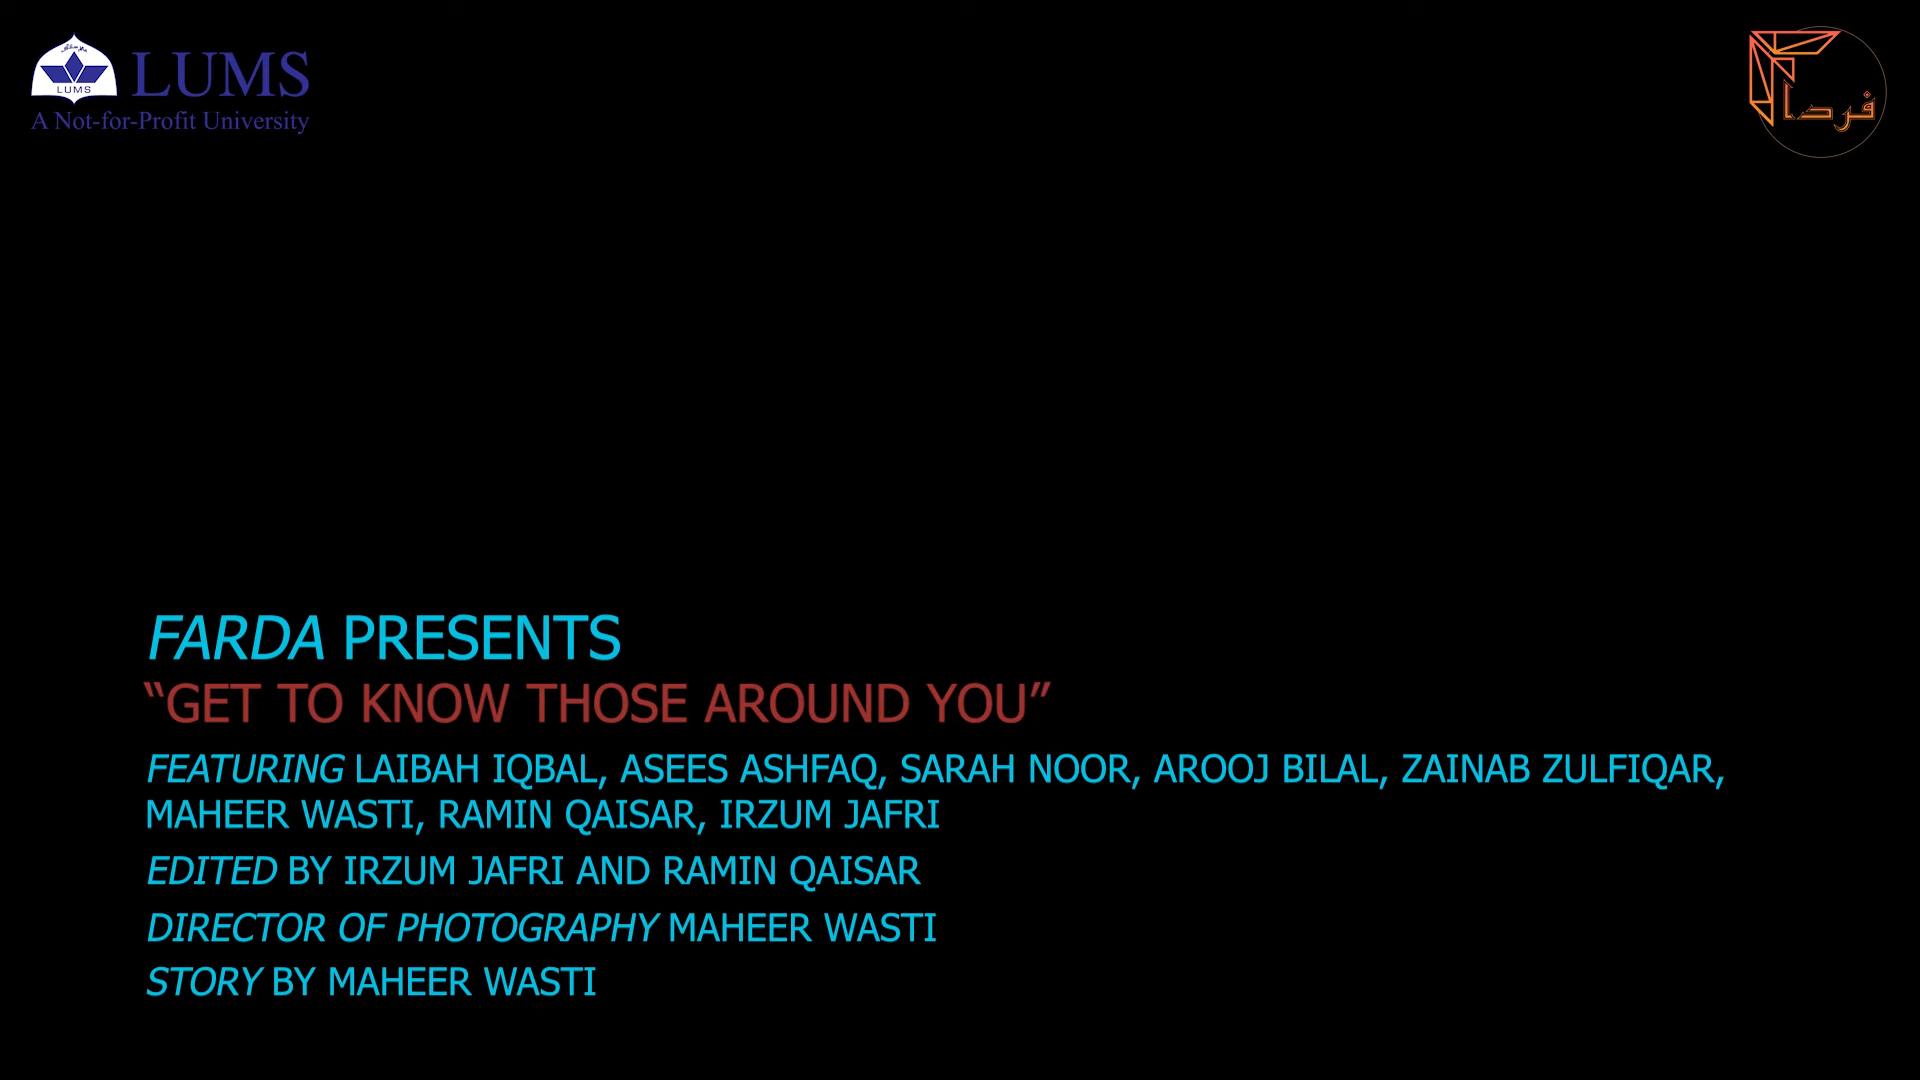 LUMS
LUMS
A Not-for-Profit University
فردا
FARDA PRESENTS
“GET TO KNOW THOSE AROUND YOU”
FEATURING LAIBAH IQBAL, ASEES ASHFAQ, SARAH NOOR, AROOJ BILAL, ZAINAB ZULFIQAR,
MAHEER WASTI, RAMIN QAISAR, IRZUM JAFRI
EDITED BY IRZUM JAFRI AND RAMIN QAISAR
DIRECTOR OF PHOTOGRAPHY MAHEER WASTI
STORY BY MAHEER WASTI